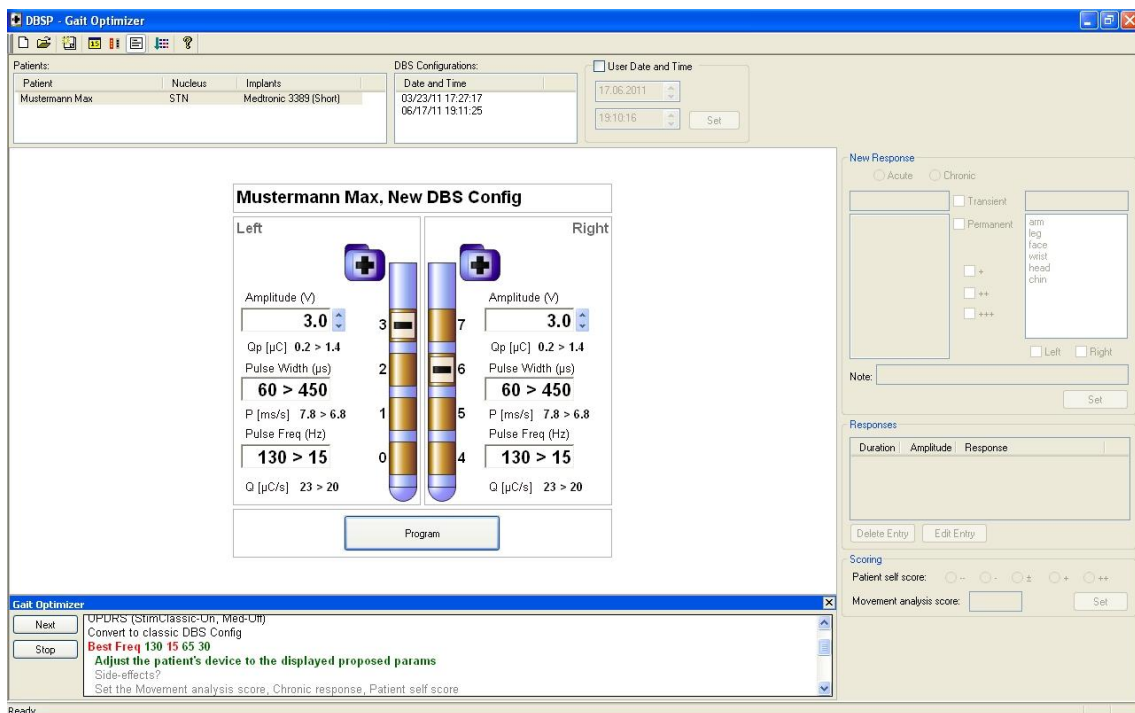 DBSP - Gait Optimizer
Patients:
Patient Nucleus Implants
Mustermann Max STN Medtronic 3389 (Short)
DBS Configurations:
Date and Time
03/23/11 17:27:17
06/17/11 19:11:25
User Date and Time
17.06.2011
19:10:16 Set
Mustermann Max, New DBS Config
Left Right
Amplitude (V) Amplitude (V)
3.0 3 7 3.0
Qp [µC] 0.2 > 1.4 Qp [µC] 0.2 > 1.4
Pulse Width (µs) 2 6 Pulse Width (µs)
60 > 450 60 > 450
P [ms/s] 7.8 > 6.8 1 5 P [ms/s] 7.8 > 6.8
Pulse Freq (Hz) Pulse Freq (Hz)
130 > 15 0 4 130 > 15
Q [µC/s] 23 > 20 Q [µC/s] 23 > 20
Program
New Response
Acute Chronic
Transient
Permanent
+
++
+++
arm
leg
face
wrist
head
chin
Left Right
Note:
Set
Responses
Duration Amplitude Response
Delete Entry Edit Entry
Scoring
Patient self score: -- - ± + ++
Movement analysis score: Set
Gait Optimizer
Next
Stop
UPDRS (StimClassic-On, Med-Off)
Convert to classic DBS Config
Best Freq 130 15 65 30
Adjust the patient's device to the displayed proposed params
Side-effects?
Set the Movement analysis score, Chronic response, Patient self score
Ready